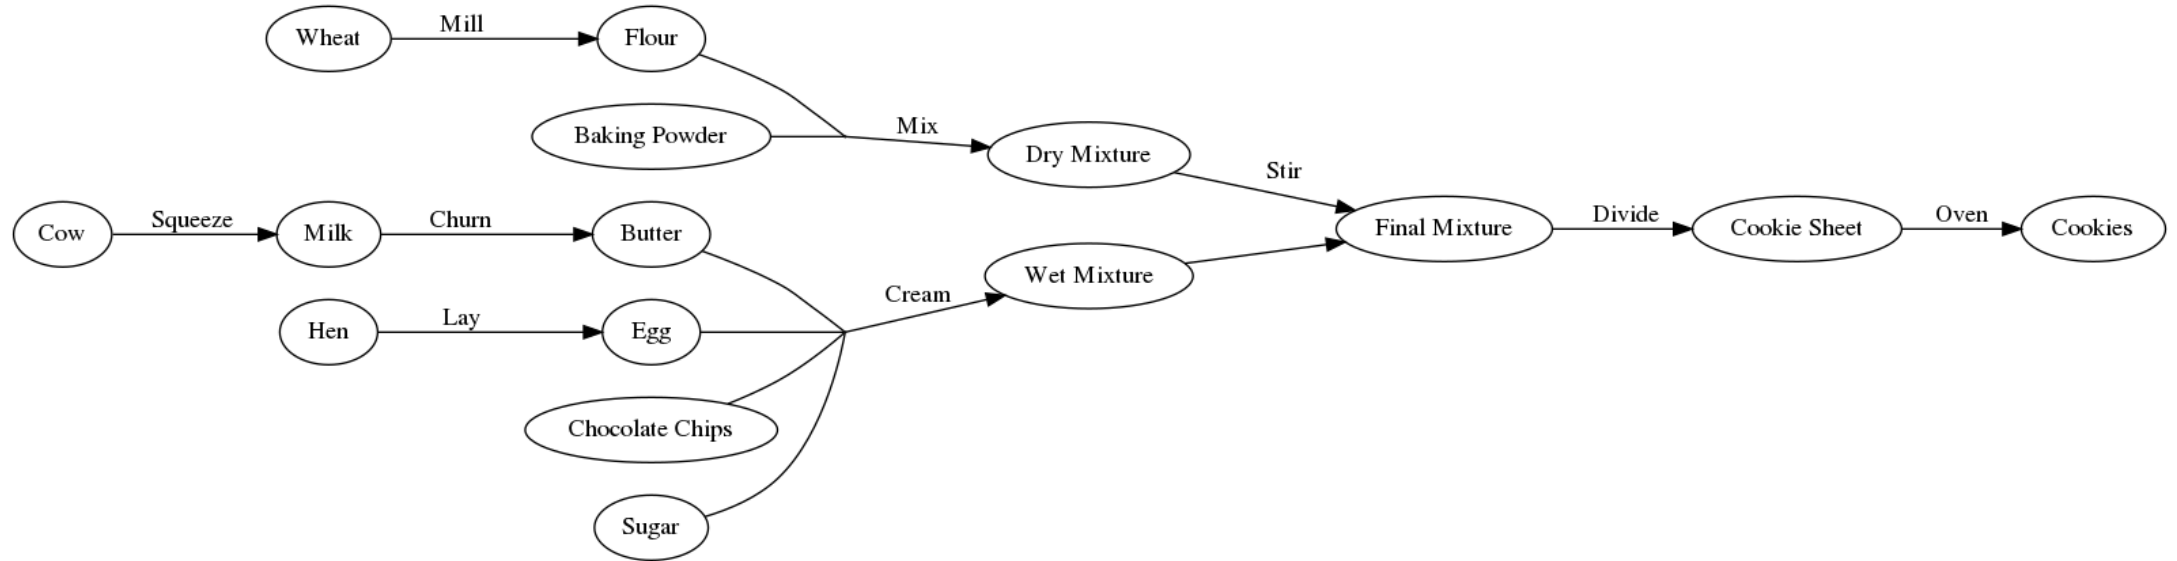 Wheat
Mill
Flour
Baking Powder
Mix
Dry Mixture
Stir
Cow
Squeeze
Milk
Churn
Butter
Final Mixture
Divide
Cookie Sheet
Oven
Cookies
Wet Mixture
Cream
Hen
Lay
Egg
Chocolate Chips
Sugar